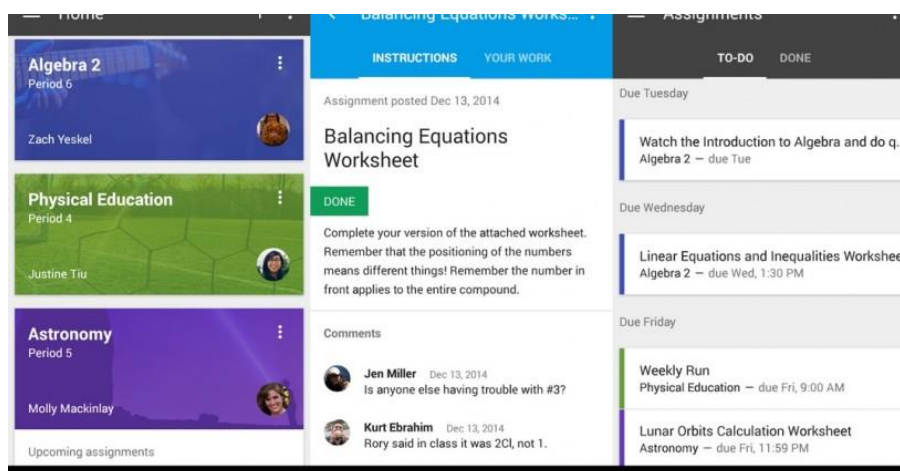 Home
Algebra 2
Period 6
Zach Yeskel
Physical Education
Period 4
Justine Tiu
Astronomy
Period 5
Molly Mackinlay
Upcoming assignments
Balancing Equations Works...
INSTRUCTIONS YOUR WORK
Assignment posted Dec 13, 2014
Balancing Equations
Worksheet
DONE
Complete your version of the attached worksheet.
Remember that the positioning of the numbers
means different things! Remember the number in
front applies to the entire compound.
Comments
Jen Miller Dec 13, 2014
Is anyone else having trouble with #3?
Kurt Ebrahim Dec 13, 2014
Rory said in class it was 2Cl, not 1.
Assignments
TO-DO DONE
Due Tuesday
Watch the Introduction to Algebra and do q.
Algebra 2 – due Tue
Due Wednesday
Linear Equations and Inequalities Workshee
Algebra 2 – due Wed, 1:30 PM
Due Friday
Weekly Run
Physical Education – due Fri, 9:00 AM
Lunar Orbits Calculation Worksheet
Astronomy – due Fri, 11:59 PM